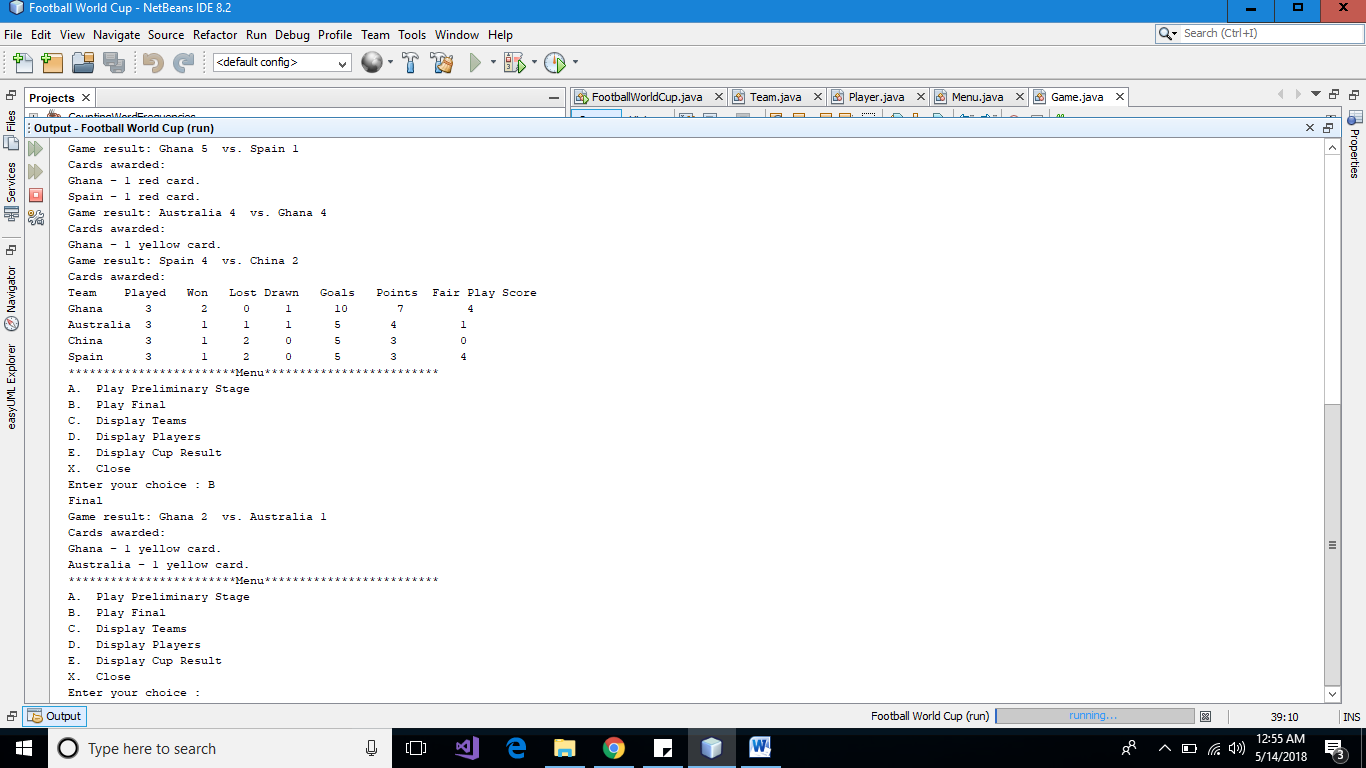 Football World Cup - NetBeans IDE 8.2
File Edit View Navigate Source Refactor Run Debug Profile Team Tools Window Help
Search (Ctrl+I)
<default config>
Projects
FootballWorldCup.java Team.java Player.java Menu.java Game.java
CountingWordFrequencies
Output - Football World Cup (run)
Files
Services
Navigator
easyUML Explorer
Properties
Game result: Ghana 5  vs. Spain 1
Cards awarded:
Ghana - 1 red card.
Spain - 1 red card.
Game result: Australia 4  vs. Ghana 4
Cards awarded:
Ghana - 1 yellow card.
Game result: Spain 4  vs. China 2
Cards awarded:
Team    Played   Won   Lost Drawn   Goals   Points  Fair Play Score
Ghana      3       2     0     1      10       7         4
Australia  3       1     1     1      5       4         1
China      3       1     2     0      5       3         0
Spain      3       1     2     0      5       3         4
************************Menu*************************
A.  Play Preliminary Stage
B.  Play Final
C.  Display Teams
D.  Display Players
E.  Display Cup Result
X.  Close
Enter your choice : B
Final
Game result: Ghana 2  vs. Australia 1
Cards awarded:
Ghana - 1 yellow card.
Australia - 1 yellow card.
************************Menu*************************
A.  Play Preliminary Stage
B.  Play Final
C.  Display Teams
D.  Display Players
E.  Display Cup Result
X.  Close
Enter your choice :
Output
Football World Cup (run) running... 39:10 INS
Type here to search
12:55 AM
5/14/2018
3